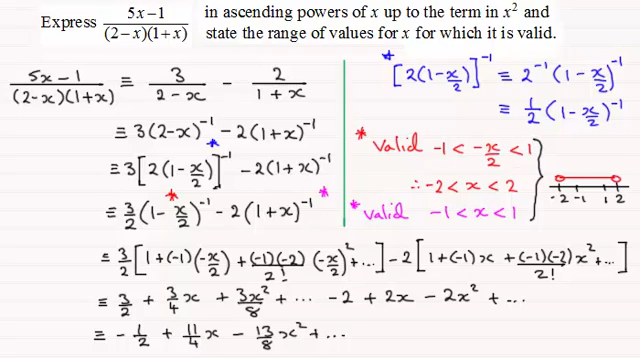 Express (5x−1)/((2−x)(1+x)) in ascending powers of x up to the term in x² and
state the range of values for x for which it is valid.
(5x−1)/((2−x)(1+x)) ≡ 3/(2−x) − 2/(1+x)
≡ 3(2−x)⁻¹ − 2(1+x)⁻¹
≡ 3[2(1−x/2)]*⁻¹ − 2(1+x)⁻¹
≡ 3/2 (1−x/2)*⁻¹ − 2(1+x)⁻¹ *
* [2(1−x/2)]⁻¹ ≡ 2⁻¹(1−x/2)⁻¹
≡ 1/2 (1−x/2)⁻¹
* Valid −1 < −x/2 < 1
∴ −2 < x < 2
* Valid −1 < x < 1
-2 -1 1 2
≡ 3/2 [1+(−1)(−x/2) + (−1)(−2)/2! (−x/2)² + ...] − 2[1+(−1)x + (−1)(−2)/2! x² + ...]
≡ 3/2 + 3/4 x + 3x²/8 + ... − 2 + 2x − 2x² + ...
≡ −1/2 + 11/4 x − 13/8 x² + ...